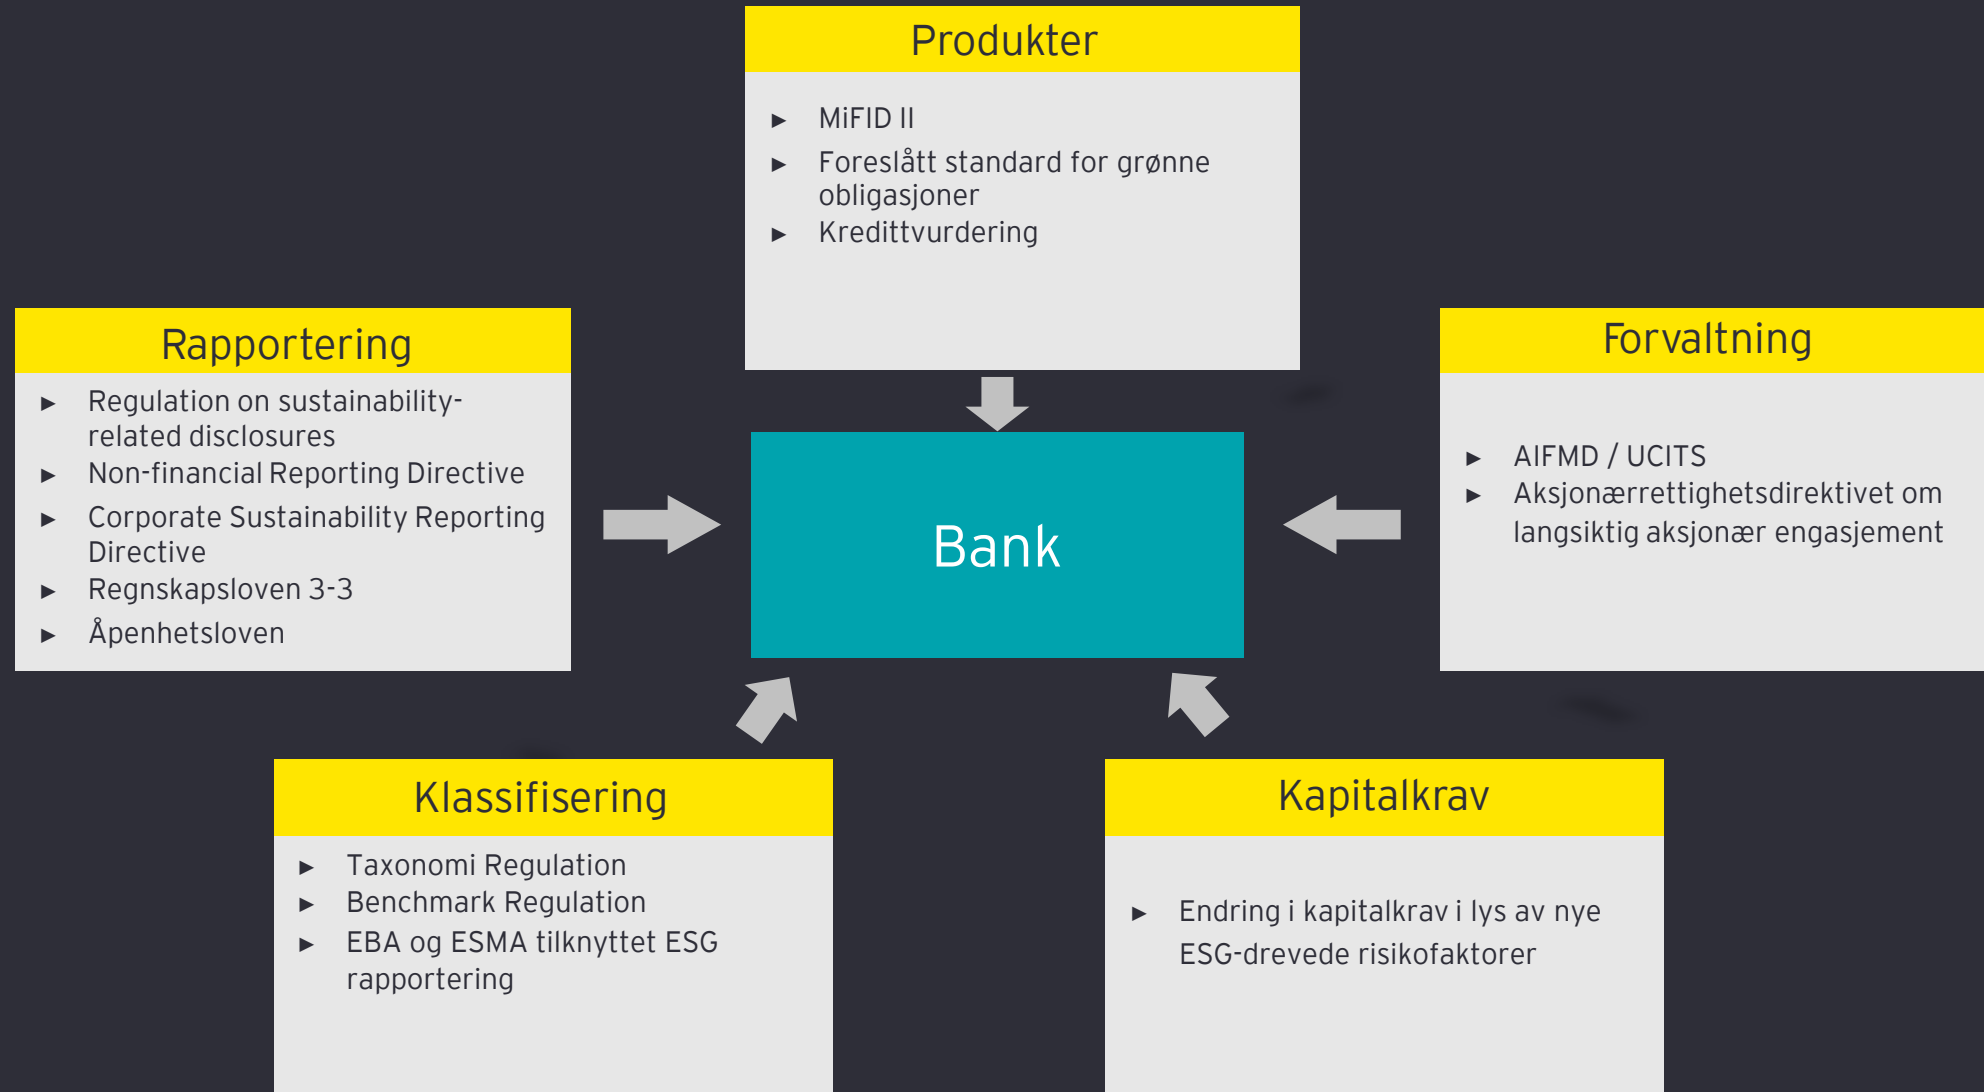 Produkter
► MiFID II
► Foreslått standard for grønne
obligasjoner
► Kredittvurdering
Rapportering
► Regulation on sustainability-
related disclosures
► Non-financial Reporting Directive
► Corporate Sustainability Reporting
Directive
► Regnskapsloven 3-3
► Åpenhetsloven
Bank
Forvaltning
► AIFMD / UCITS
► Aksjonærrettighetsdirektivet om
langsiktig aksjonær engasjement
Klassifisering
► Taxonomi Regulation
► Benchmark Regulation
► EBA og ESMA tilknyttet ESG
rapportering
Kapitalkrav
► Endring i kapitalkrav i lys av nye
ESG-drevede risikofaktorer